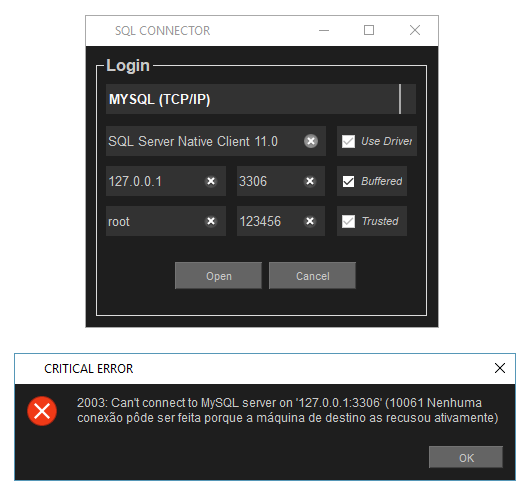 SQL CONNECTOR
Login
MYSQL (TCP/IP)
SQL Server Native Client 11.0
Use Driver
127.0.0.1
3306
Buffered
root
123456
Trusted
Open
Cancel
CRITICAL ERROR
2003: Can't connect to MySQL server on '127.0.0.1:3306' (10061 Nenhuma
conexão pôde ser feita porque a máquina de destino as recusou ativamente)
OK